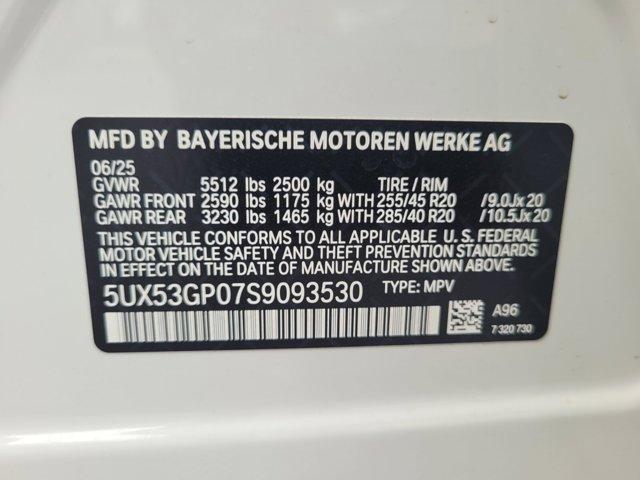 MFD BY BAYERISCHE MOTOREN WERKE AG
06/25
GVWR 5512 lbs 2500 kg TIRE / RIM
GAWR FRONT 2590 lbs 1175 kg WITH 255/45 R20 /9.0Jx20
GAWR REAR 3230 lbs 1465 kg WITH 285/40 R20 /10.5Jx20
THIS VEHICLE CONFORMS TO ALL APPLICABLE U. S. FEDERAL
MOTOR VEHICLE SAFETY AND THEFT PREVENTION STANDARDS
IN EFFECT ON THE DATE OF MANUFACTURE SHOWN ABOVE.
5UX53GP07S9093530 TYPE: MPV
A96
7 320 730